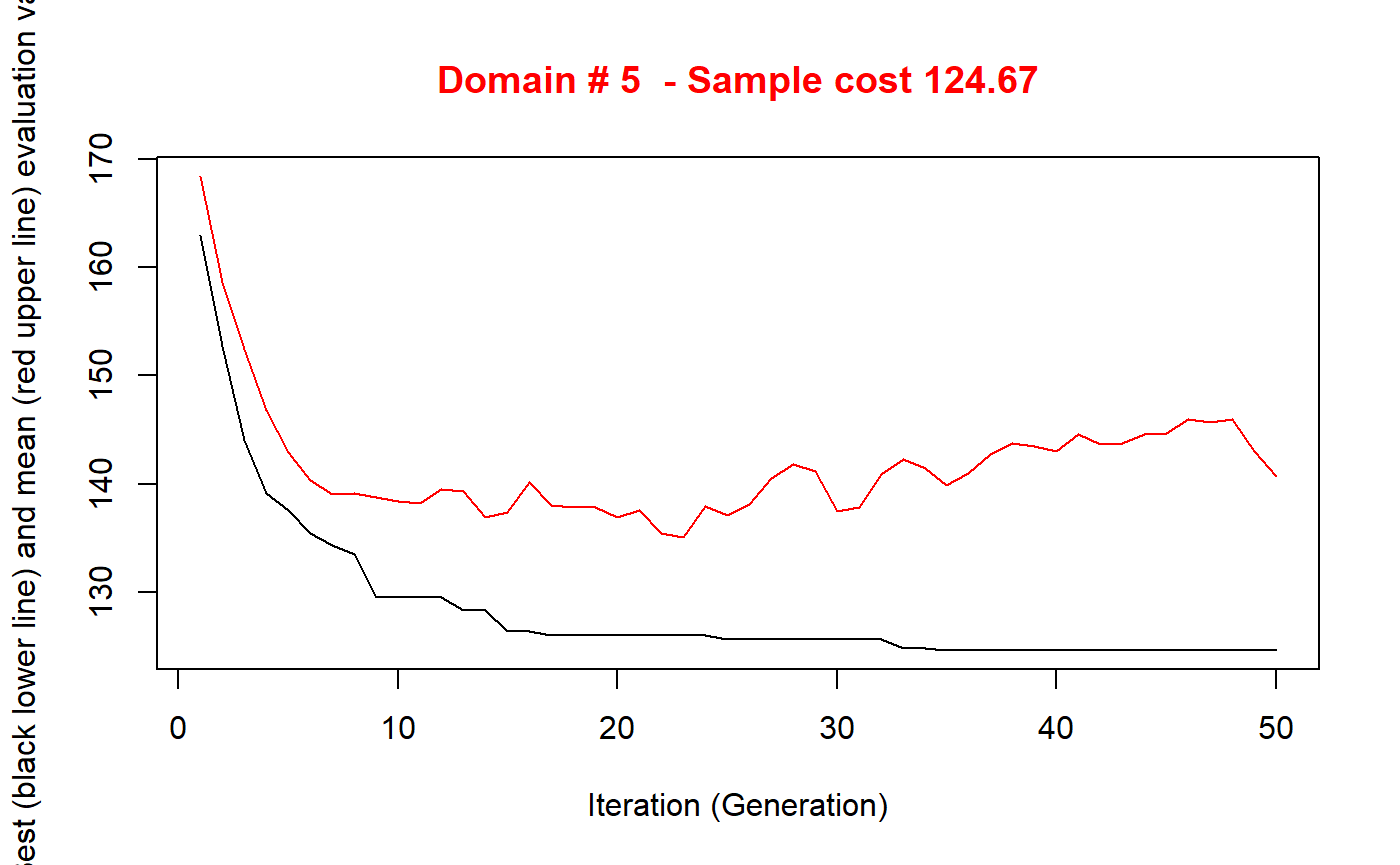 Domain # 5  - Sample cost 124.67
(black lower line) and mean (red upper line) evaluation
170
160
150
140
130
0 10 20 30 40 50
Iteration (Generation)